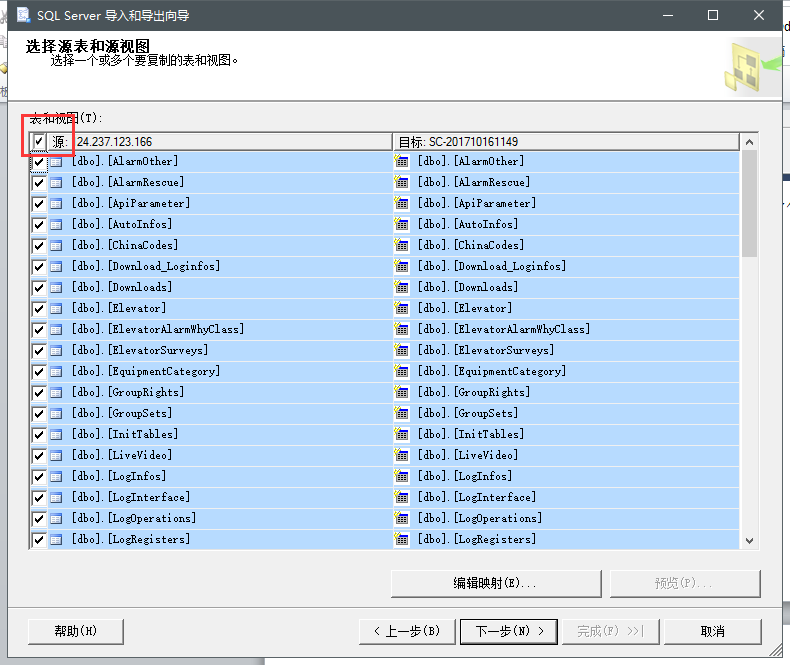 SQL Server 导入和导出向导
选择源表和源视图
选择一个或多个要复制的表和视图。
表和视图(T):
源: 24.237.123.166 目标: SC-201710161149
[dbo].[AlarmOther] [dbo].[AlarmOther]
[dbo].[AlarmRescue] [dbo].[AlarmRescue]
[dbo].[ApiParameter] [dbo].[ApiParameter]
[dbo].[AutoInfos] [dbo].[AutoInfos]
[dbo].[ChinaCodes] [dbo].[ChinaCodes]
[dbo].[Download_Loginfos] [dbo].[Download_Loginfos]
[dbo].[Downloads] [dbo].[Downloads]
[dbo].[Elevator] [dbo].[Elevator]
[dbo].[ElevatorAlarmWhyClass] [dbo].[ElevatorAlarmWhyClass]
[dbo].[ElevatorSurveys] [dbo].[ElevatorSurveys]
[dbo].[EquipmentCategory] [dbo].[EquipmentCategory]
[dbo].[GroupRights] [dbo].[GroupRights]
[dbo].[GroupSets] [dbo].[GroupSets]
[dbo].[InitTables] [dbo].[InitTables]
[dbo].[LiveVideo] [dbo].[LiveVideo]
[dbo].[LogInfos] [dbo].[LogInfos]
[dbo].[LogInterface] [dbo].[LogInterface]
[dbo].[LogOperations] [dbo].[LogOperations]
[dbo].[LogRegisters] [dbo].[LogRegisters]
编辑映射(E)... 预览(P)...
帮助(H) < 上一步(B) 下一步(N) > 完成(F) >>| 取消